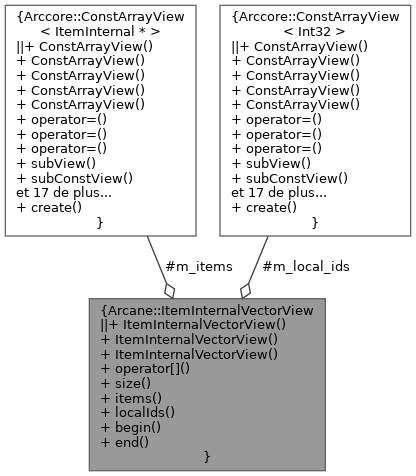 {Arccore::ConstArrayView
< ItemInternal * >
||+ ConstArrayView()
+ ConstArrayView()
+ ConstArrayView()
+ ConstArrayView()
+ ConstArrayView()
+ operator=()
+ operator=()
+ operator=()
+ subView()
+ subConstView()
et 17 de plus...
+ create()
}
{Arccore::ConstArrayView
< Int32 >
||+ ConstArrayView()
+ ConstArrayView()
+ ConstArrayView()
+ ConstArrayView()
+ ConstArrayView()
+ operator=()
+ operator=()
+ operator=()
+ subView()
+ subConstView()
et 17 de plus...
+ create()
}
#m_items
#m_local_ids
{Arcane::ItemInternalVectorView
||+ ItemInternalVectorView()
+ ItemInternalVectorView()
+ ItemInternalVectorView()
+ operator[]()
+ size()
+ items()
+ localIds()
+ begin()
+ end()
}